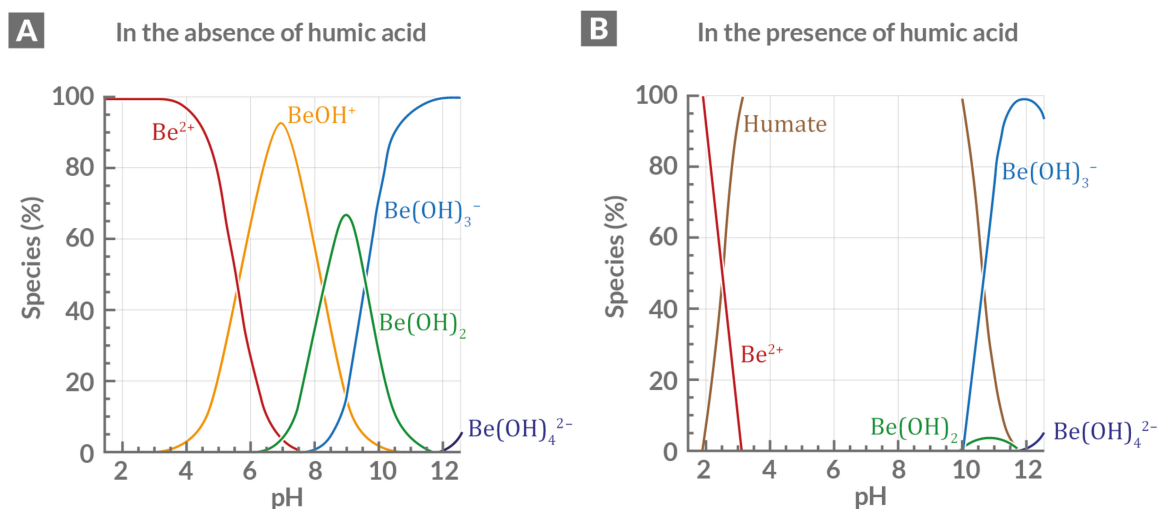 A
In the absence of humic acid
Species (%)
100
80
60
40
20
0
2
4
6
8
10
12
pH
Be²⁺
BeOH⁺
Be(OH)₃⁻
Be(OH)₂
Be(OH)₄²⁻
B
In the presence of humic acid
Species (%)
100
80
60
40
20
0
2
4
6
8
10
12
pH
Humate
Be(OH)₃⁻
Be²⁺
Be(OH)₂
Be(OH)₄²⁻